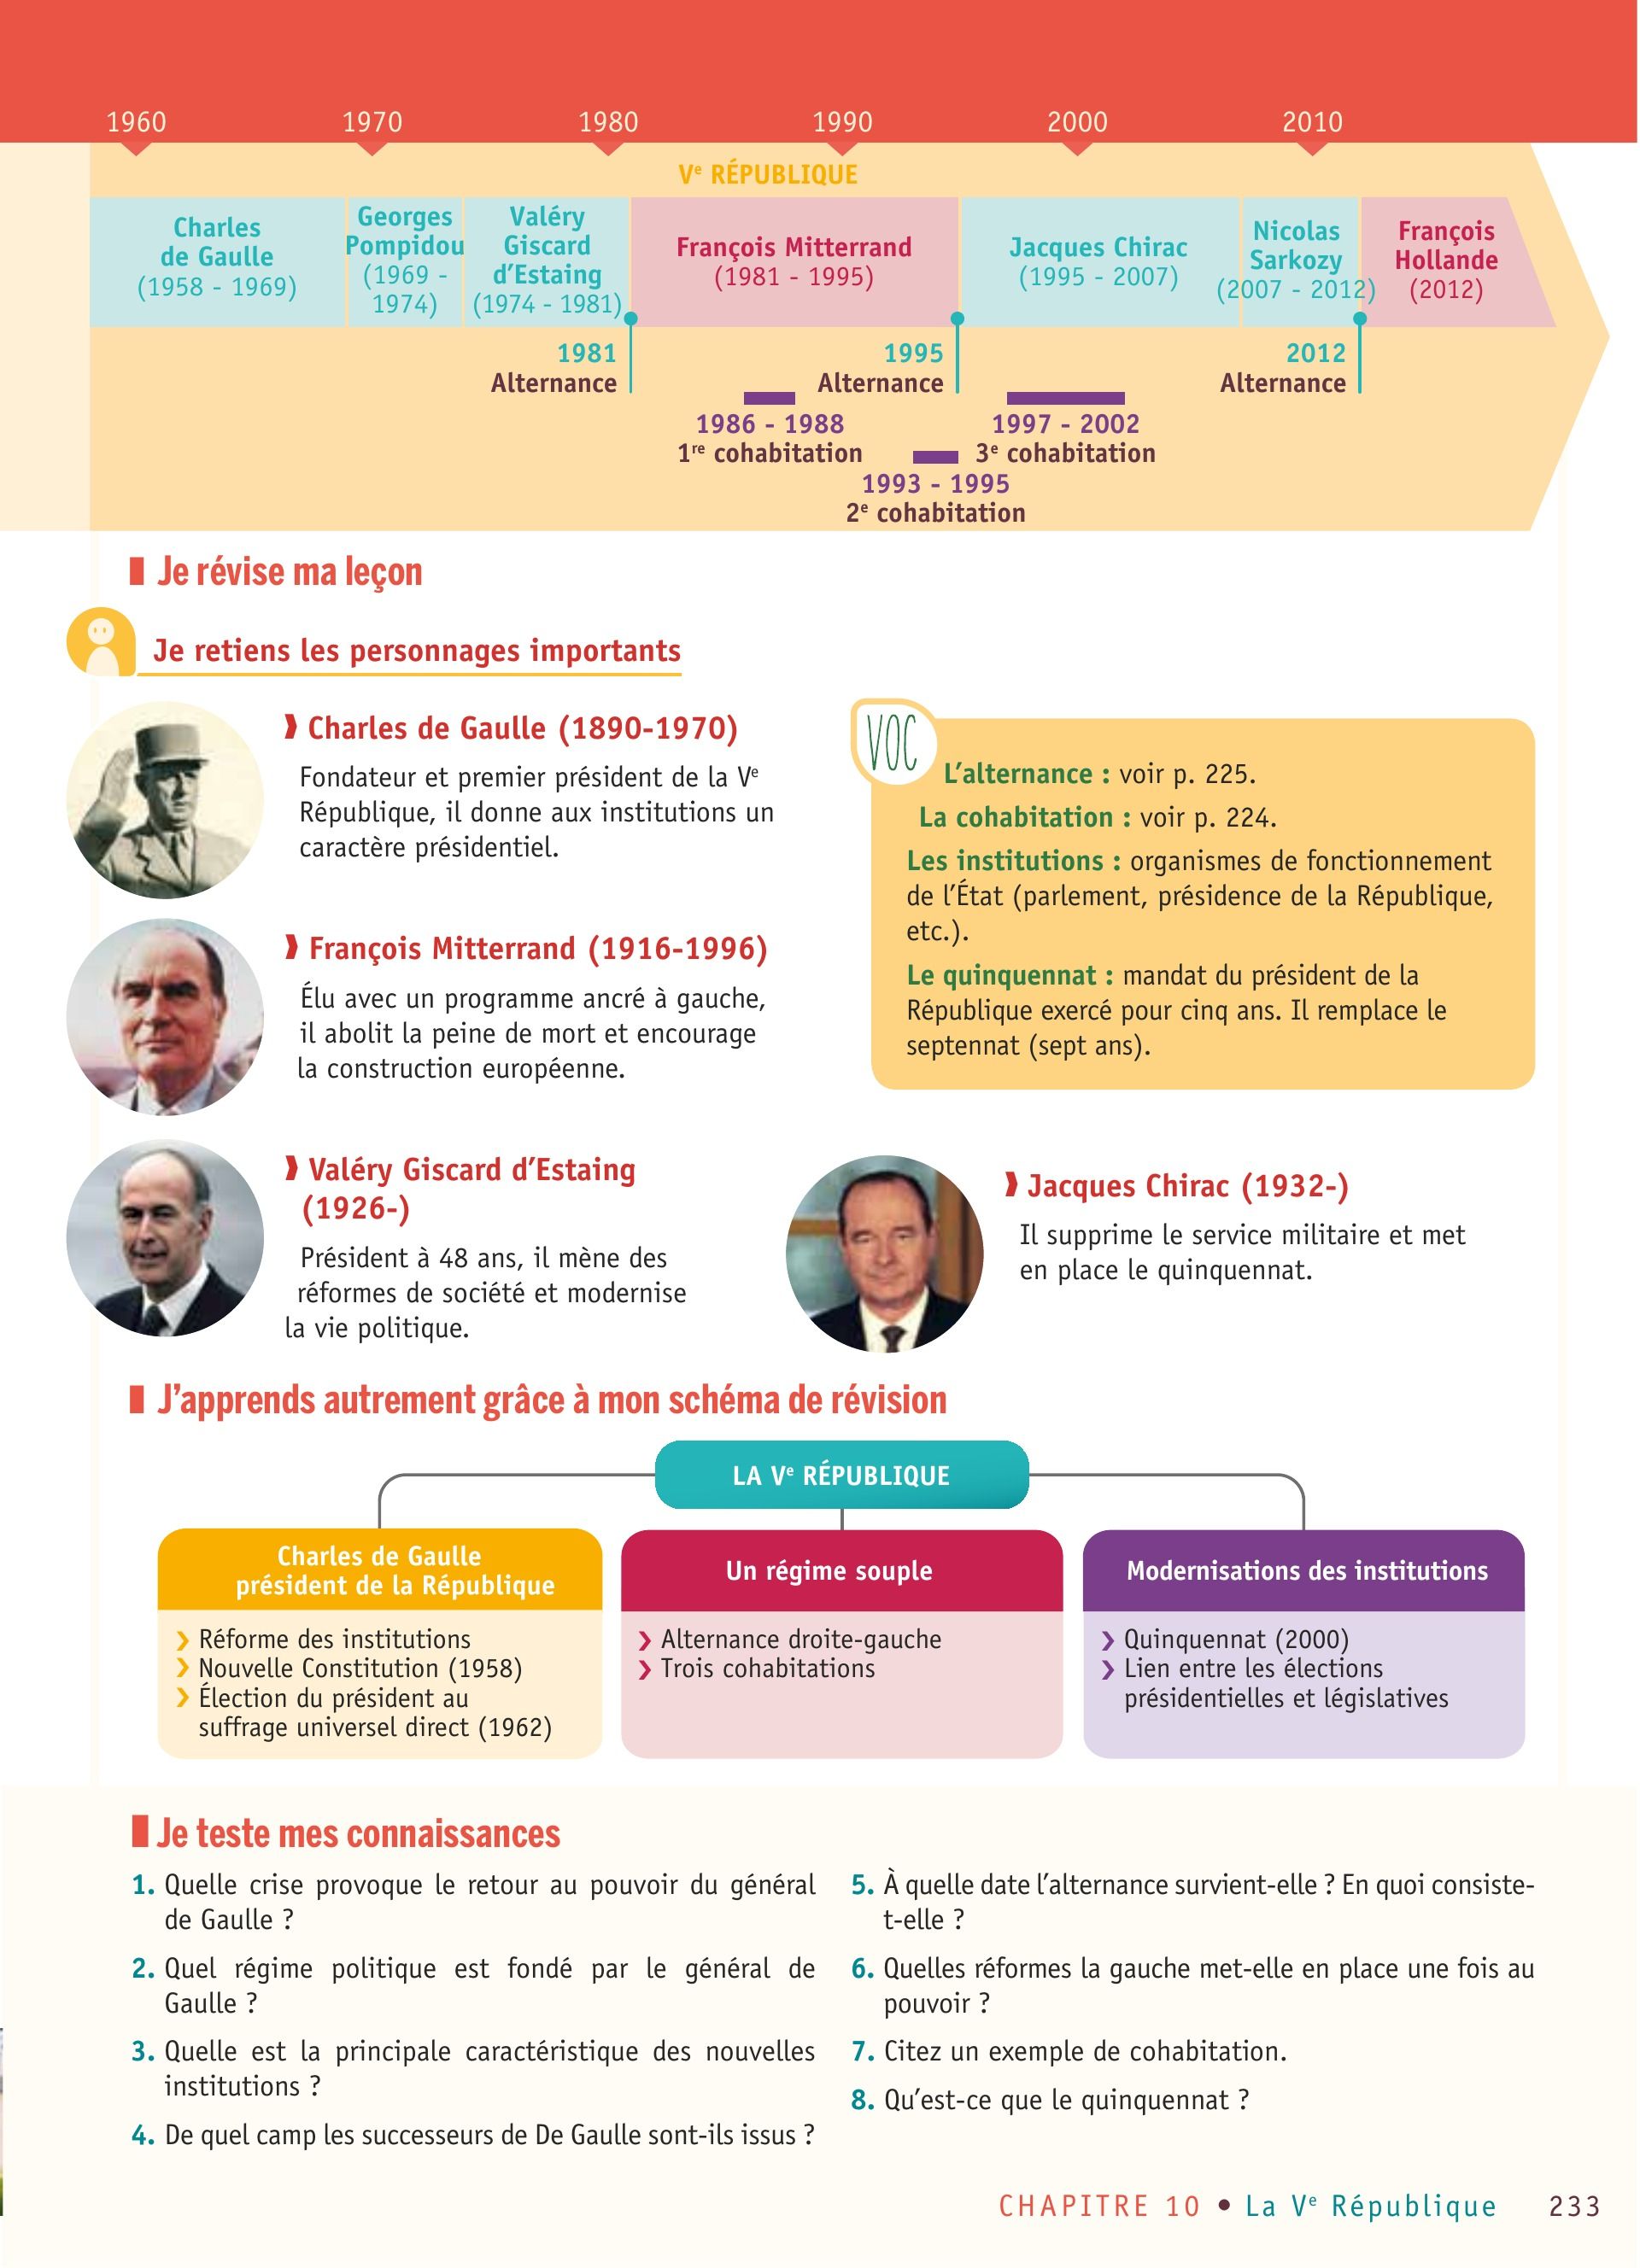 1960 1970 1980 1990 2000 2010
Ve RÉPUBLIQUE
Charles
de Gaulle
(1958 - 1969)
Georges
Pompidou
(1969 -
1974)
Valéry
Giscard
d’Estaing
(1974 - 1981)
François Mitterrand
(1981 - 1995)
Jacques Chirac
(1995 - 2007)
Nicolas
Sarkozy
(2007 - 2012)
François
Hollande
(2012)
1981
Alternance
1995
Alternance
2012
Alternance
1986 - 1988
1re cohabitation
1997 - 2002
3e cohabitation
1993 - 1995
2e cohabitation
Je révise ma leçon
Je retiens les personnages importants
Charles de Gaulle (1890-1970)
Fondateur et premier président de la Ve
République, il donne aux institutions un
caractère présidentiel.
François Mitterrand (1916-1996)
Élu avec un programme ancré à gauche,
il abolit la peine de mort et encourage
la construction européenne.
VOC
L’alternance : voir p. 225.
La cohabitation : voir p. 224.
Les institutions : organismes de fonctionnement
de l’État (parlement, présidence de la République,
etc.).
Le quinquennat : mandat du président de la
République exercé pour cinq ans. Il remplace le
septennat (sept ans).
Valéry Giscard d’Estaing
(1926-)
Président à 48 ans, il mène des
réformes de société et modernise
la vie politique.
Jacques Chirac (1932-)
Il supprime le service militaire et met
en place le quinquennat.
J’apprends autrement grâce à mon schéma de révision
LA Ve RÉPUBLIQUE
Charles de Gaulle
président de la République
Réforme des institutions
Nouvelle Constitution (1958)
Élection du président au
suffrage universel direct (1962)
Un régime souple
Alternance droite-gauche
Trois cohabitations
Modernisations des institutions
Quinquennat (2000)
Lien entre les élections
présidentielles et législatives
Je teste mes connaissances
1. Quelle crise provoque le retour au pouvoir du général
de Gaulle ?
2. Quel régime politique est fondé par le général de
Gaulle ?
3. Quelle est la principale caractéristique des nouvelles
institutions ?
4. De quel camp les successeurs de De Gaulle sont-ils issus ?
5. À quelle date l’alternance survient-elle ? En quoi consiste-
t-elle ?
6. Quelles réformes la gauche met-elle en place une fois au
pouvoir ?
7. Citez un exemple de cohabitation.
8. Qu’est-ce que le quinquennat ?
CHAPITRE 10 • La Ve République 233